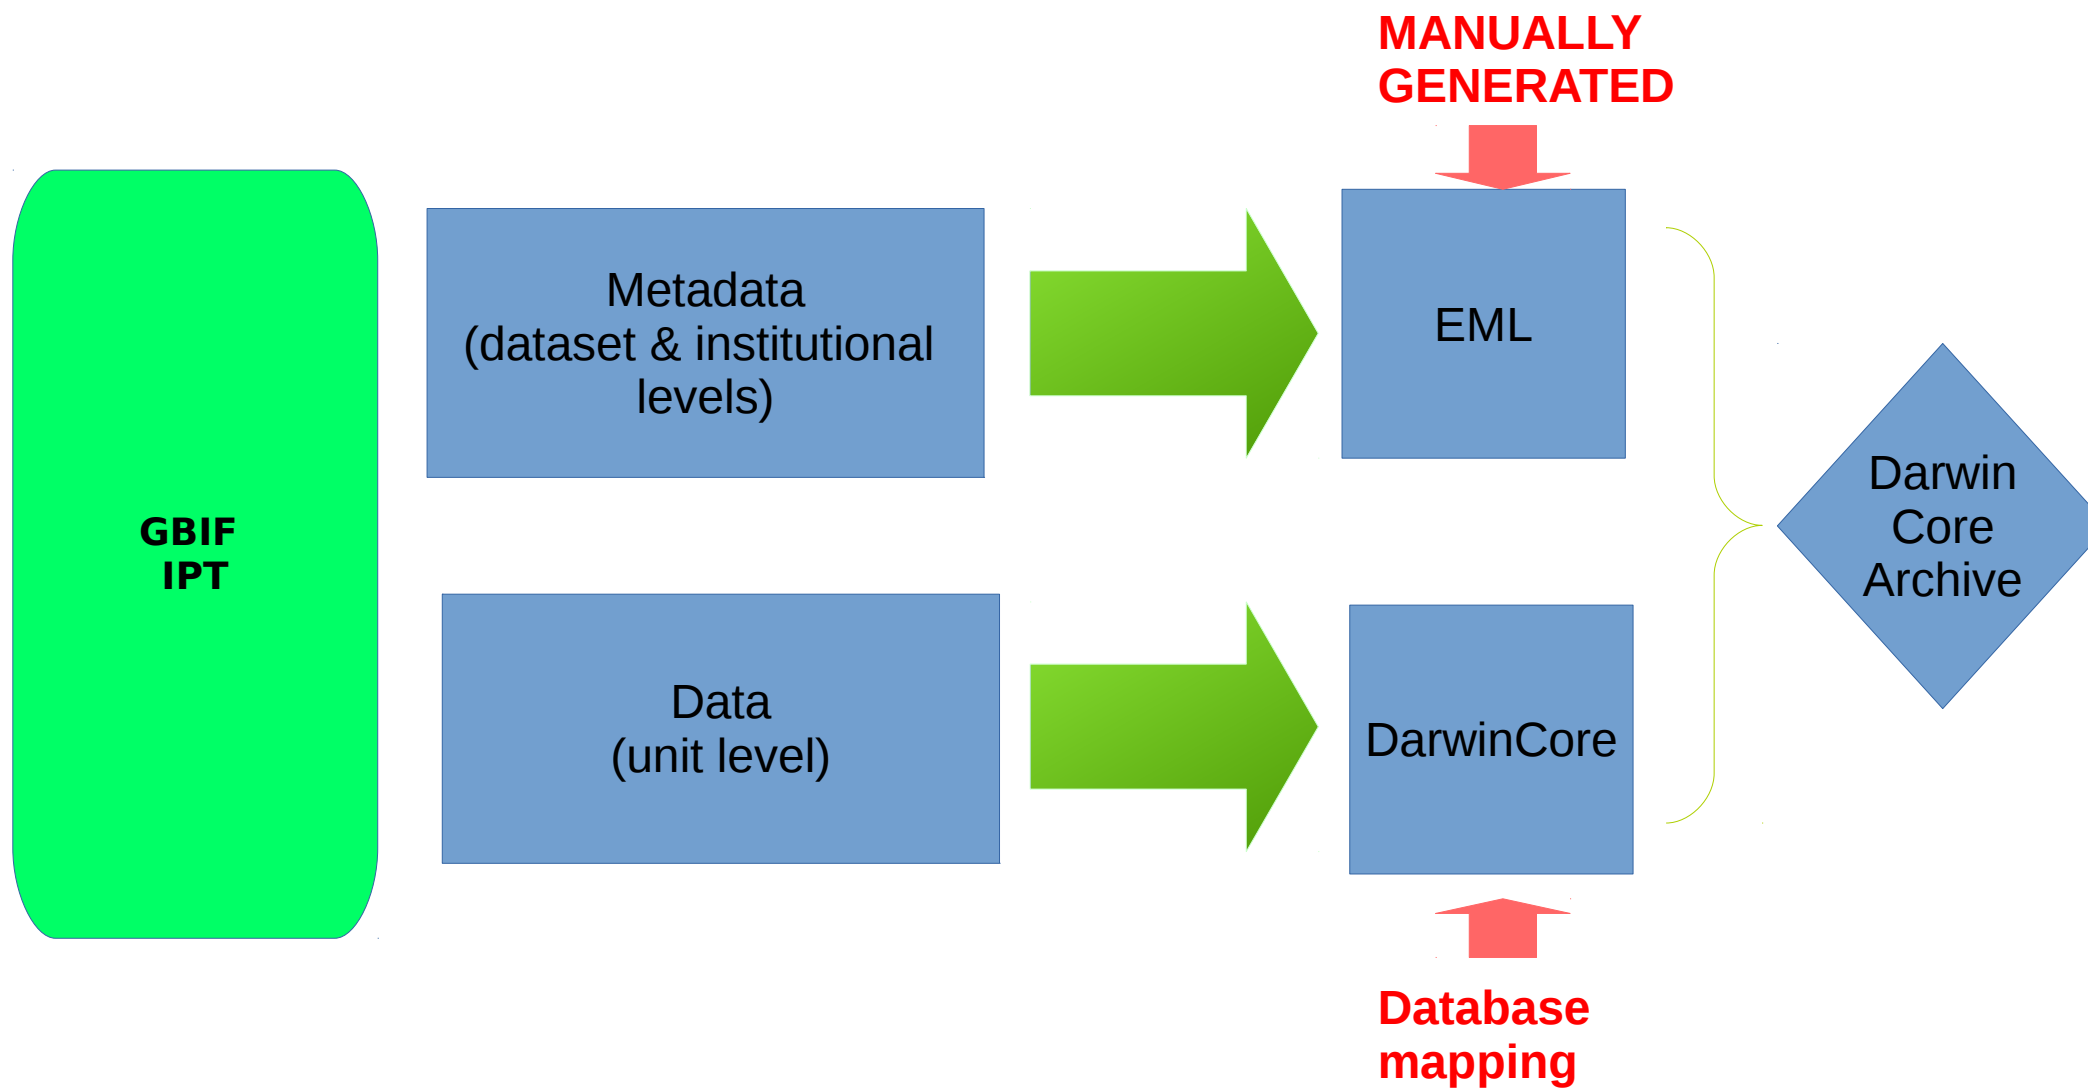 MANUALLY
GENERATED
Metadata
(dataset & institutional
levels)
EML
GBIF
IPT
Darwin
Core
Archive
Data
(unit level)
DarwinCore
Database
mapping